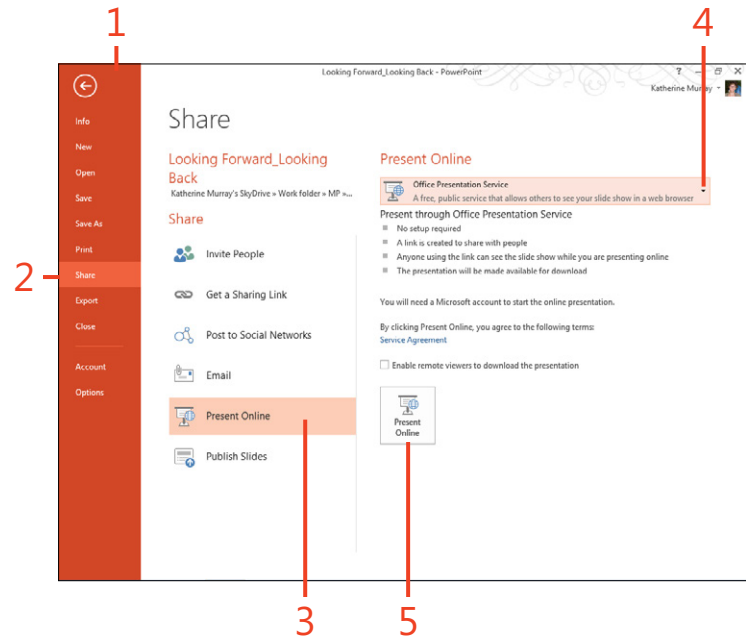 1
4
Looking Forward_Looking Back - PowerPoint
?
Katherine Murray
Info
New
Open
Save
Save As
Print
2
Share
Export
Close
Account
Options
Share
Looking Forward_Looking
Back
Katherine Murray's SkyDrive » Work folder » MP »...
Share
Invite People
Get a Sharing Link
Post to Social Networks
Email
Present Online
Publish Slides
Present Online
Office Presentation Service
A free, public service that allows others to see your slide show in a web browser
Present through Office Presentation Service
No setup required
A link is created to share with people
Anyone using the link can see the slide show while you are presenting online
The presentation will be made available for download
You will need a Microsoft account to start the online presentation.
By clicking Present Online, you agree to the following terms:
Service Agreement
Enable remote viewers to download the presentation
Present
Online
3
5